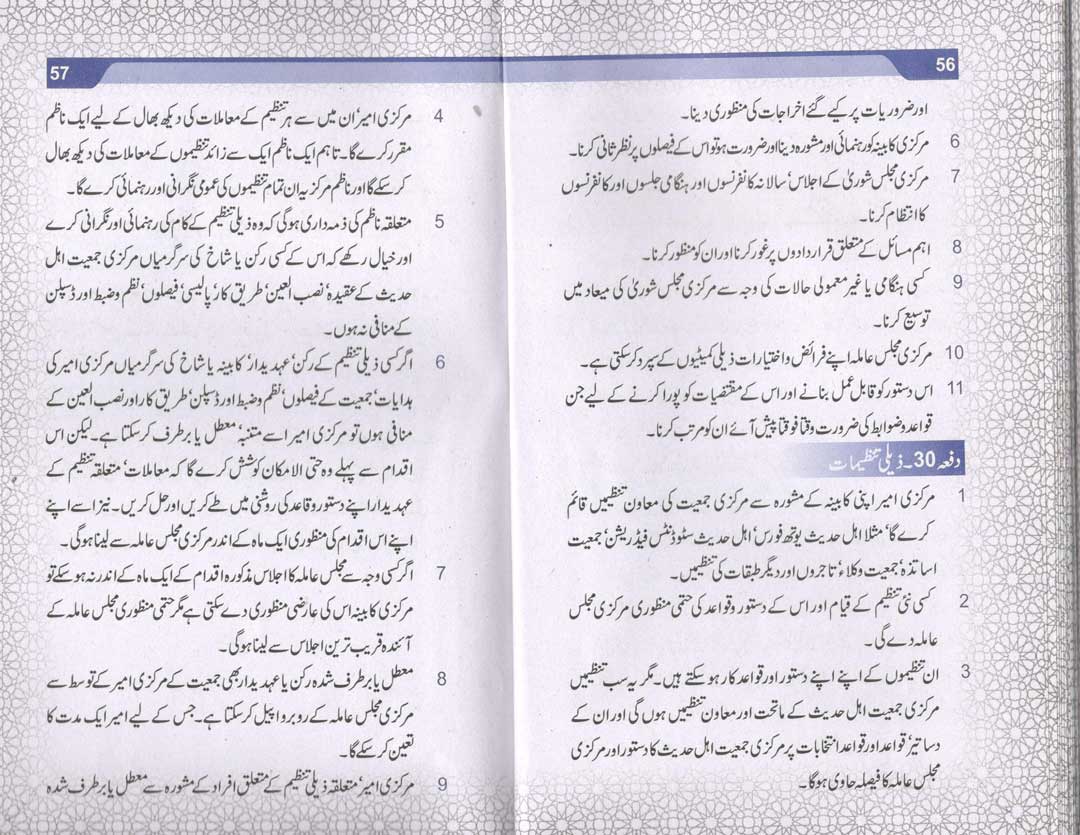 56
اور ضروریات پر کیے گئے اخراجات کی منظوری دینا۔
6 مرکزی کابینہ کو رہنمائی اور مشورہ دینا اور ضرورت ہو تو اس کے فیصلوں پر نظر ثانی کرنا۔
7 مرکزی مجلس شوریٰ کے اجلاس‘ سالانہ کانفرنسوں اور ہنگامی جلسوں اور کانفرنسوں
کا انتظام کرنا۔
8 اہم مسائل کے متعلق قراردادوں پر غور کرنا اور ان کو منظور کرنا۔
9 کسی ہنگامی یا غیر معمولی حالات کی وجہ سے مرکزی مجلس شوریٰ کی میعاد میں
توسیع کرنا۔
10 مرکزی مجلس عاملہ اپنے فرائض و اختیارات ذیلی کمیٹیوں کے سپرد کر سکتی ہے۔
11 اس دستور کو قابل عمل بنانے اور اس کے مقتضیات کو پورا کرنے کے لیے جن
قواعد و ضوابط کی ضرورت وقتا فوقتا پیش آئے ان کو مرتب کرنا۔
دفعہ 30۔ ذیلی تنظیمات
1 مرکزی امیر اپنی کابینہ کے مشورہ سے مرکزی جمعیت کی معاون تنظیمیں قائم
کرے گا‘ مثلا اہل حدیث یوتھ فورس‘ اہل حدیث سٹوڈنٹس فیڈریشن‘ جمعیت
اساتذہ‘ جمعیت وکلاء‘ تاجروں اور دیگر طبقات کی تنظیمیں۔
2 کسی نئی تنظیم کے قیام اور اس کے دستور و قواعد کی حتمی منظوری مرکزی مجلس
عاملہ دے گی۔
3 ان تنظیموں کے اپنے اپنے دستور اور قواعد کار ہو سکتے ہیں۔ مگر یہ سب تنظیمیں
مرکزی جمعیت اہل حدیث کے ماتحت اور معاون تنظیمیں ہوں گی اور ان کے
دساتیر‘ قواعد اور قواعد انتخابات پر مرکزی جمعیت اہل حدیث کا دستور اور مرکزی
مجلس عاملہ کا فیصلہ حاوی ہوگا۔
57
4 مرکزی امیر‘ ان میں سے ہر تنظیم کے معاملات کی دیکھ بھال کے لیے ایک ناظم
مقرر کرے گا۔ تاہم ایک ناظم ایک سے زائد تنظیموں کے معاملات کی دیکھ بھال
کر سکے گا اور ناظم مرکزیہ ان تمام تنظیموں کی عمومی نگرانی اور رہنمائی کرے گا۔
5 متعلقہ ناظم کی ذمہ داری ہوگی کہ وہ ذیلی تنظیم کے کام کی رہنمائی اور نگرانی کرے
اور خیال رکھے کہ اس کے کسی رکن یا شاخ کی سرگرمیاں مرکزی جمعیت اہل
حدیث کے عقیدہ‘ نصب العین‘ طریق کار‘ پالیسی‘ فیصلوں‘ نظم و ضبط اور ڈسپلن
کے منافی نہ ہوں۔
6 اگر کسی ذیلی تنظیم کے رکن‘ عہدیدار‘ کابینہ یا شاخ کی سرگرمیاں مرکزی امیر کی
ہدایات‘ جمعیت کے فیصلوں‘ نظم و ضبط اور ڈسپلن‘ طریق کار اور نصب العین کے
منافی ہوں تو مرکزی امیر اسے متنبہ‘ معطل یا برطرف کر سکتا ہے۔ لیکن اس
اقدام سے پہلے وہ حتی الامکان کوشش کرے گا کہ معاملات‘ متعلقہ تنظیم کے
عہدیدار اپنے دستور و قاعد کی روشنی میں طے کریں اور حل کریں۔ نیز اسے اپنے
اپنے اس اقدام کی منظوری ایک ماہ کے اندر مرکزی مجلس عاملہ سے لینا ہوگی۔
7 اگر کسی وجہ سے مجلس عاملہ کا اجلاس مذکورہ اقدام کے ایک ماہ کے اندر نہ ہو سکے تو
مرکزی کابینہ اس کی عارضی منظوری دے سکتی ہے مگر حتمی منظوری مجلس عاملہ کے
آئندہ قریب ترین اجلاس سے لینا ہوگی۔
8 معطل یا برطرف شدہ رکن یا عہدیدار بھی جمعیت کے مرکزی امیر کے توسط سے
مرکزی مجلس عاملہ کے روبرو اپیل کر سکتا ہے۔ جس کے لیے امیر ایک مدت کا
تعین کر سکے گا۔
9 مرکزی امیر‘ متعلقہ ذیلی تنظیم کے متعلق افراد کے مشورہ سے معطل یا برطرف شدہ